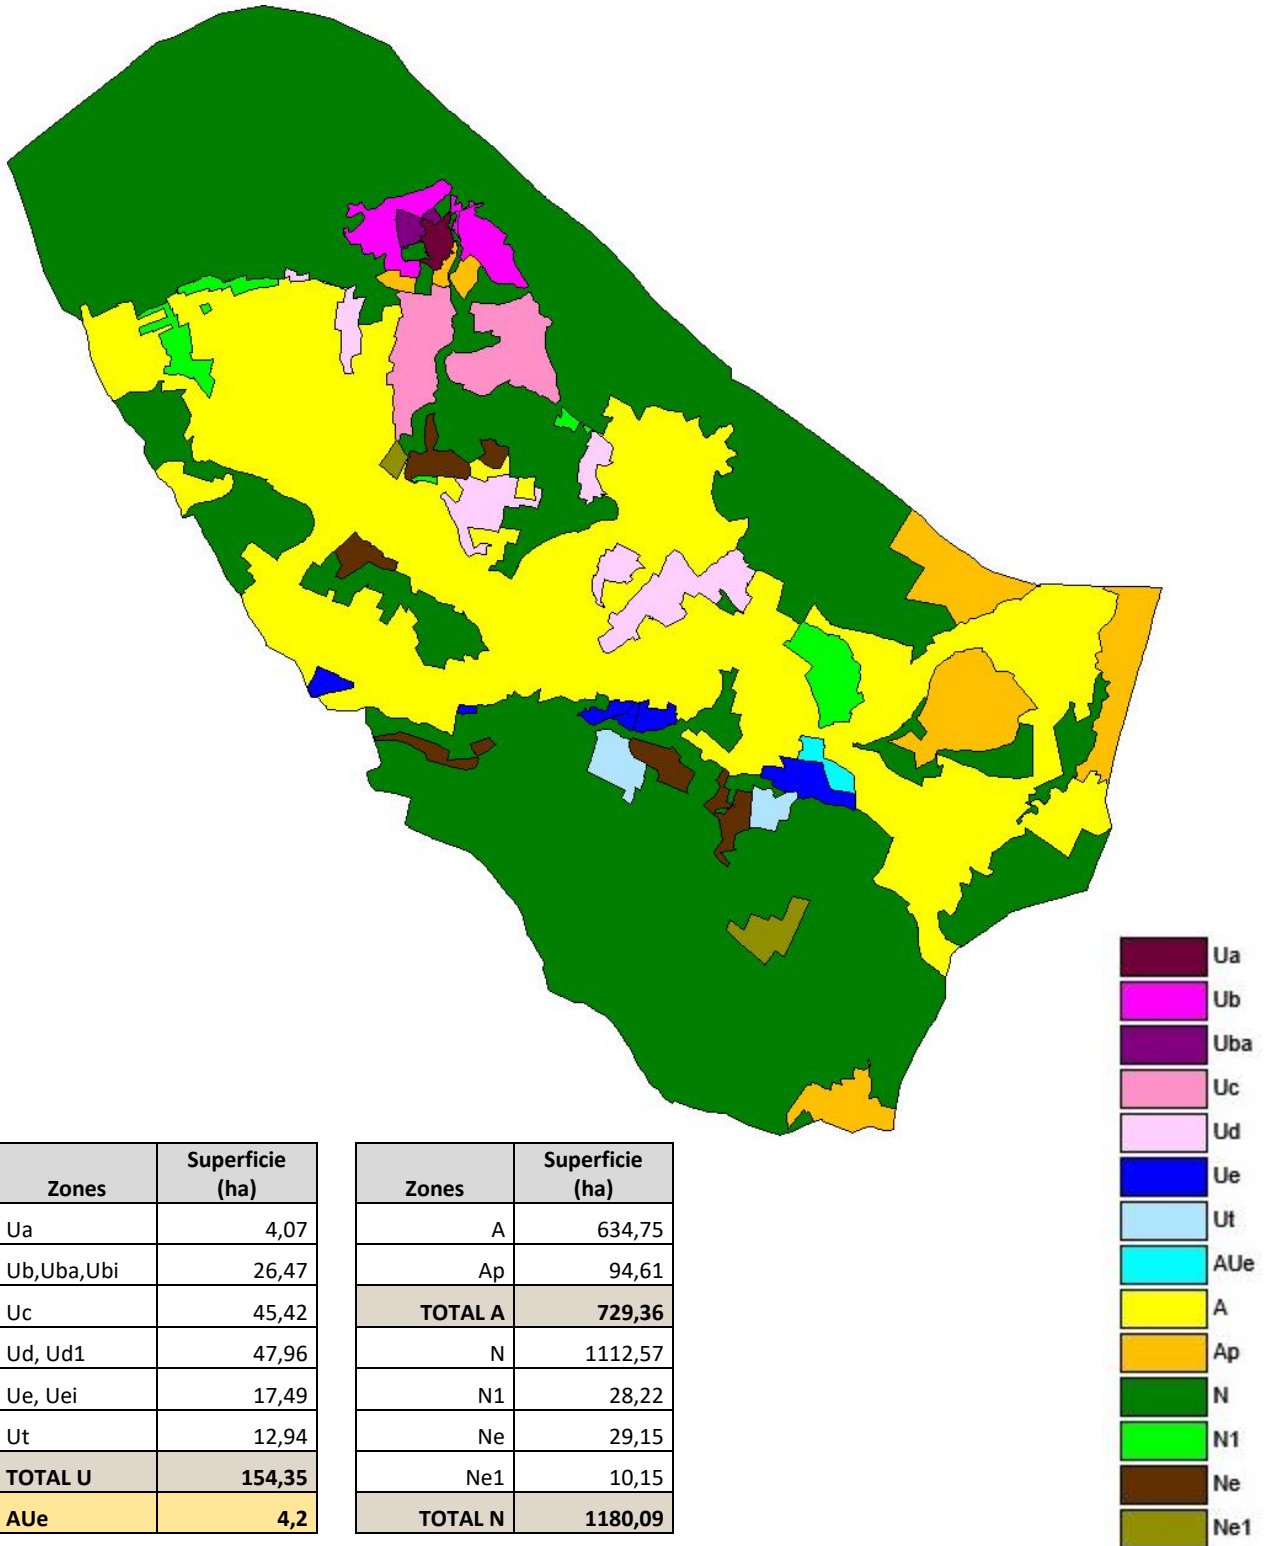 Zones Superficie (ha)
Ua 4,07
Ub,Uba,Ubi 26,47
Uc 45,42
Ud, Ud1 47,96
Ue, Uei 17,49
Ut 12,94
TOTAL U 154,35
AUe 4,2
Zones Superficie (ha)
A 634,75
Ap 94,61
TOTAL A 729,36
N 1112,57
N1 28,22
Ne 29,15
Ne1 10,15
TOTAL N 1180,09
Ua
Ub
Uba
Uc
Ud
Ue
Ut
AUe
A
Ap
N
N1
Ne
Ne1